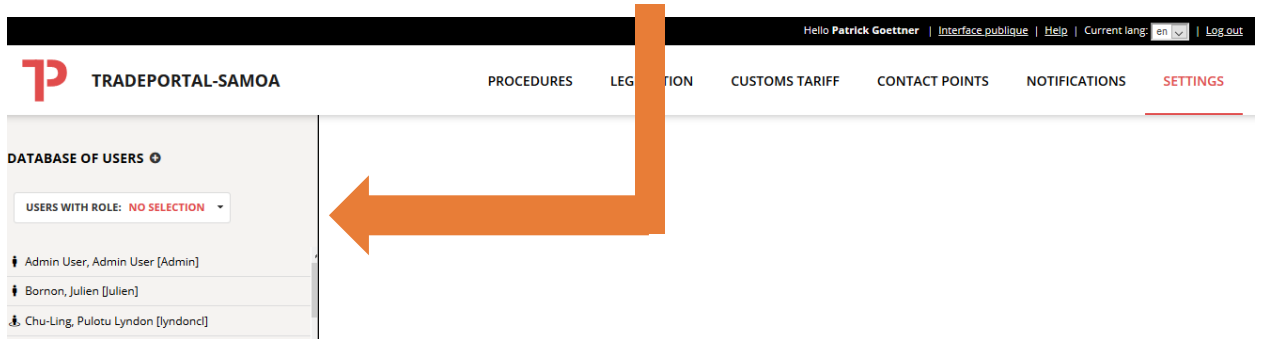 Hello Patrick Goettner | Interface publique | Help | Current lang: en | Log out
TRADEPORTAL-SAMOA PROCEDURES CUSTOMS TARIFF CONTACT POINTS NOTIFICATIONS SETTINGS
DATABASE OF USERS
USERS WITH ROLE: NO SELECTION
Admin User, Admin User [Admin]
Bornon, Julien [Julien]
Chu-Ling, Pulotu Lyndon [lyndoncl]